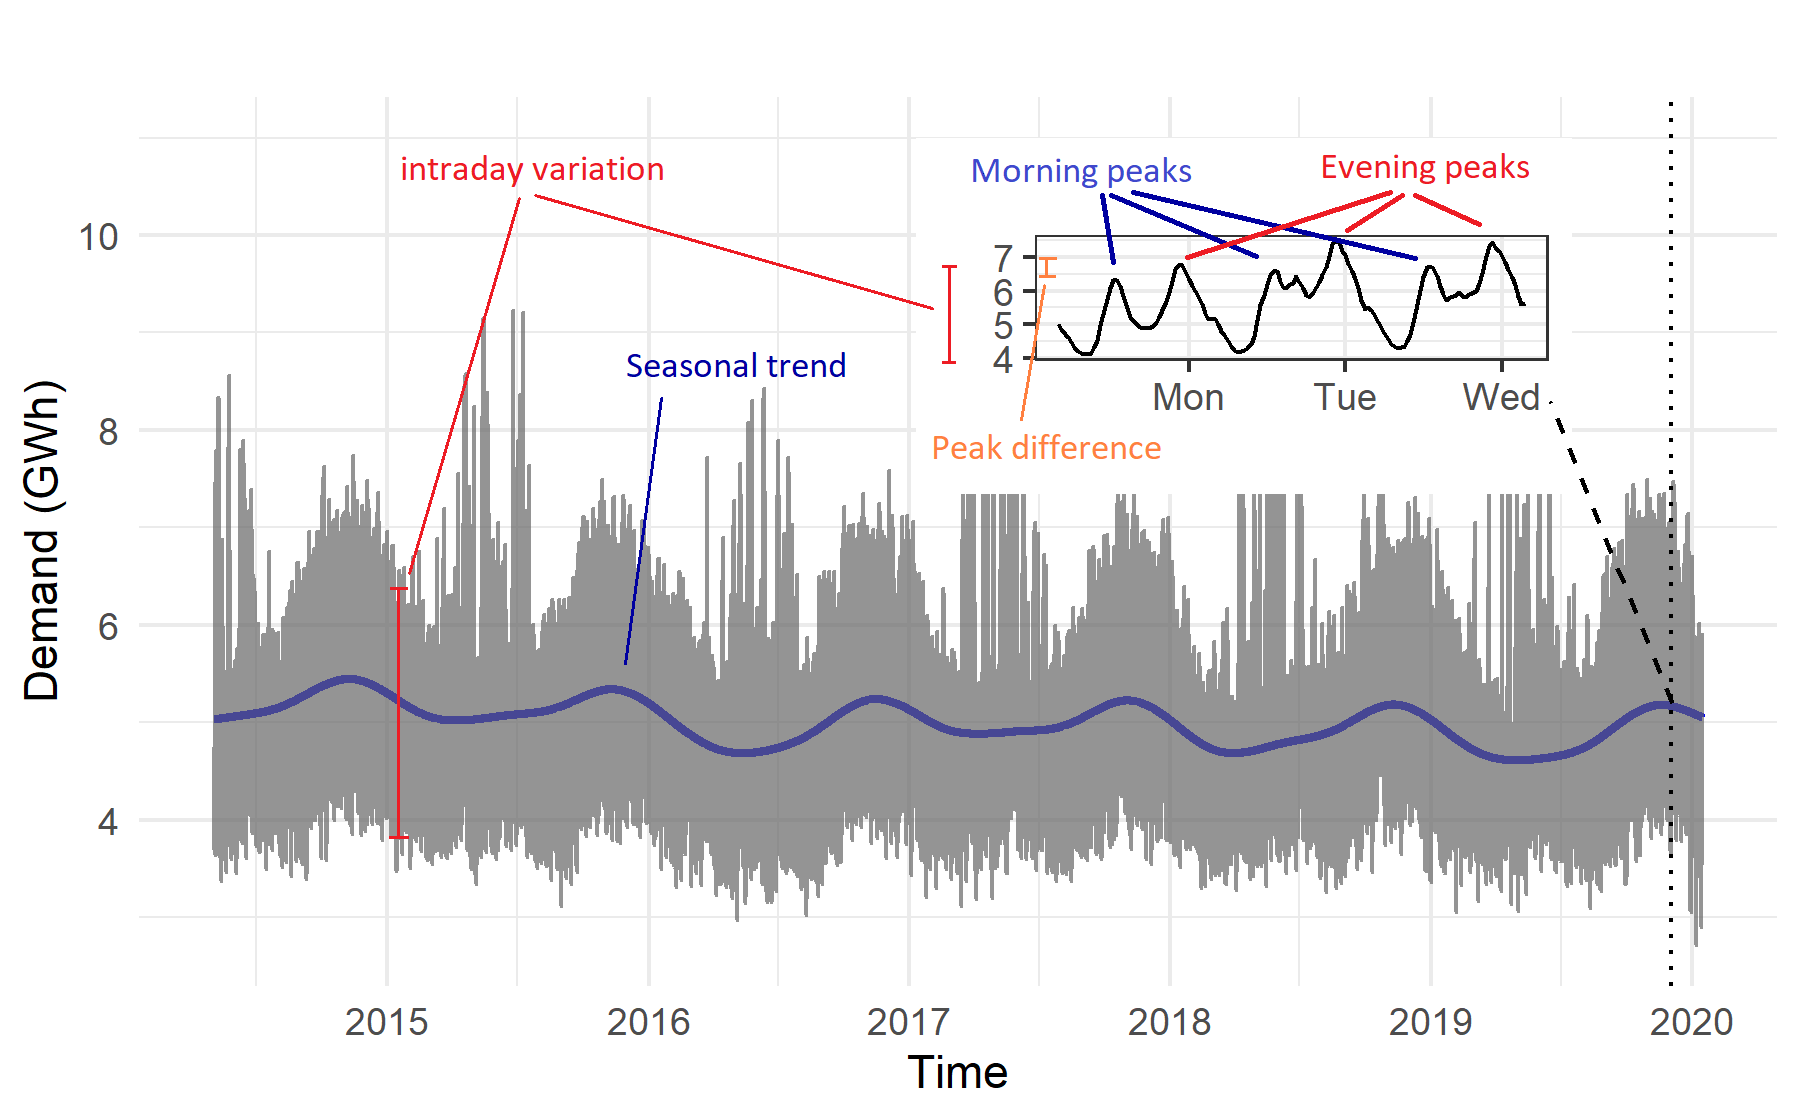 intraday variation
Morning peaks
Evening peaks
10
8
6
4
Demand (GWh)
Seasonal trend
7
6
5
4
Mon Tue Wed
Peak difference
2015 2016 2017 2018 2019 2020
Time